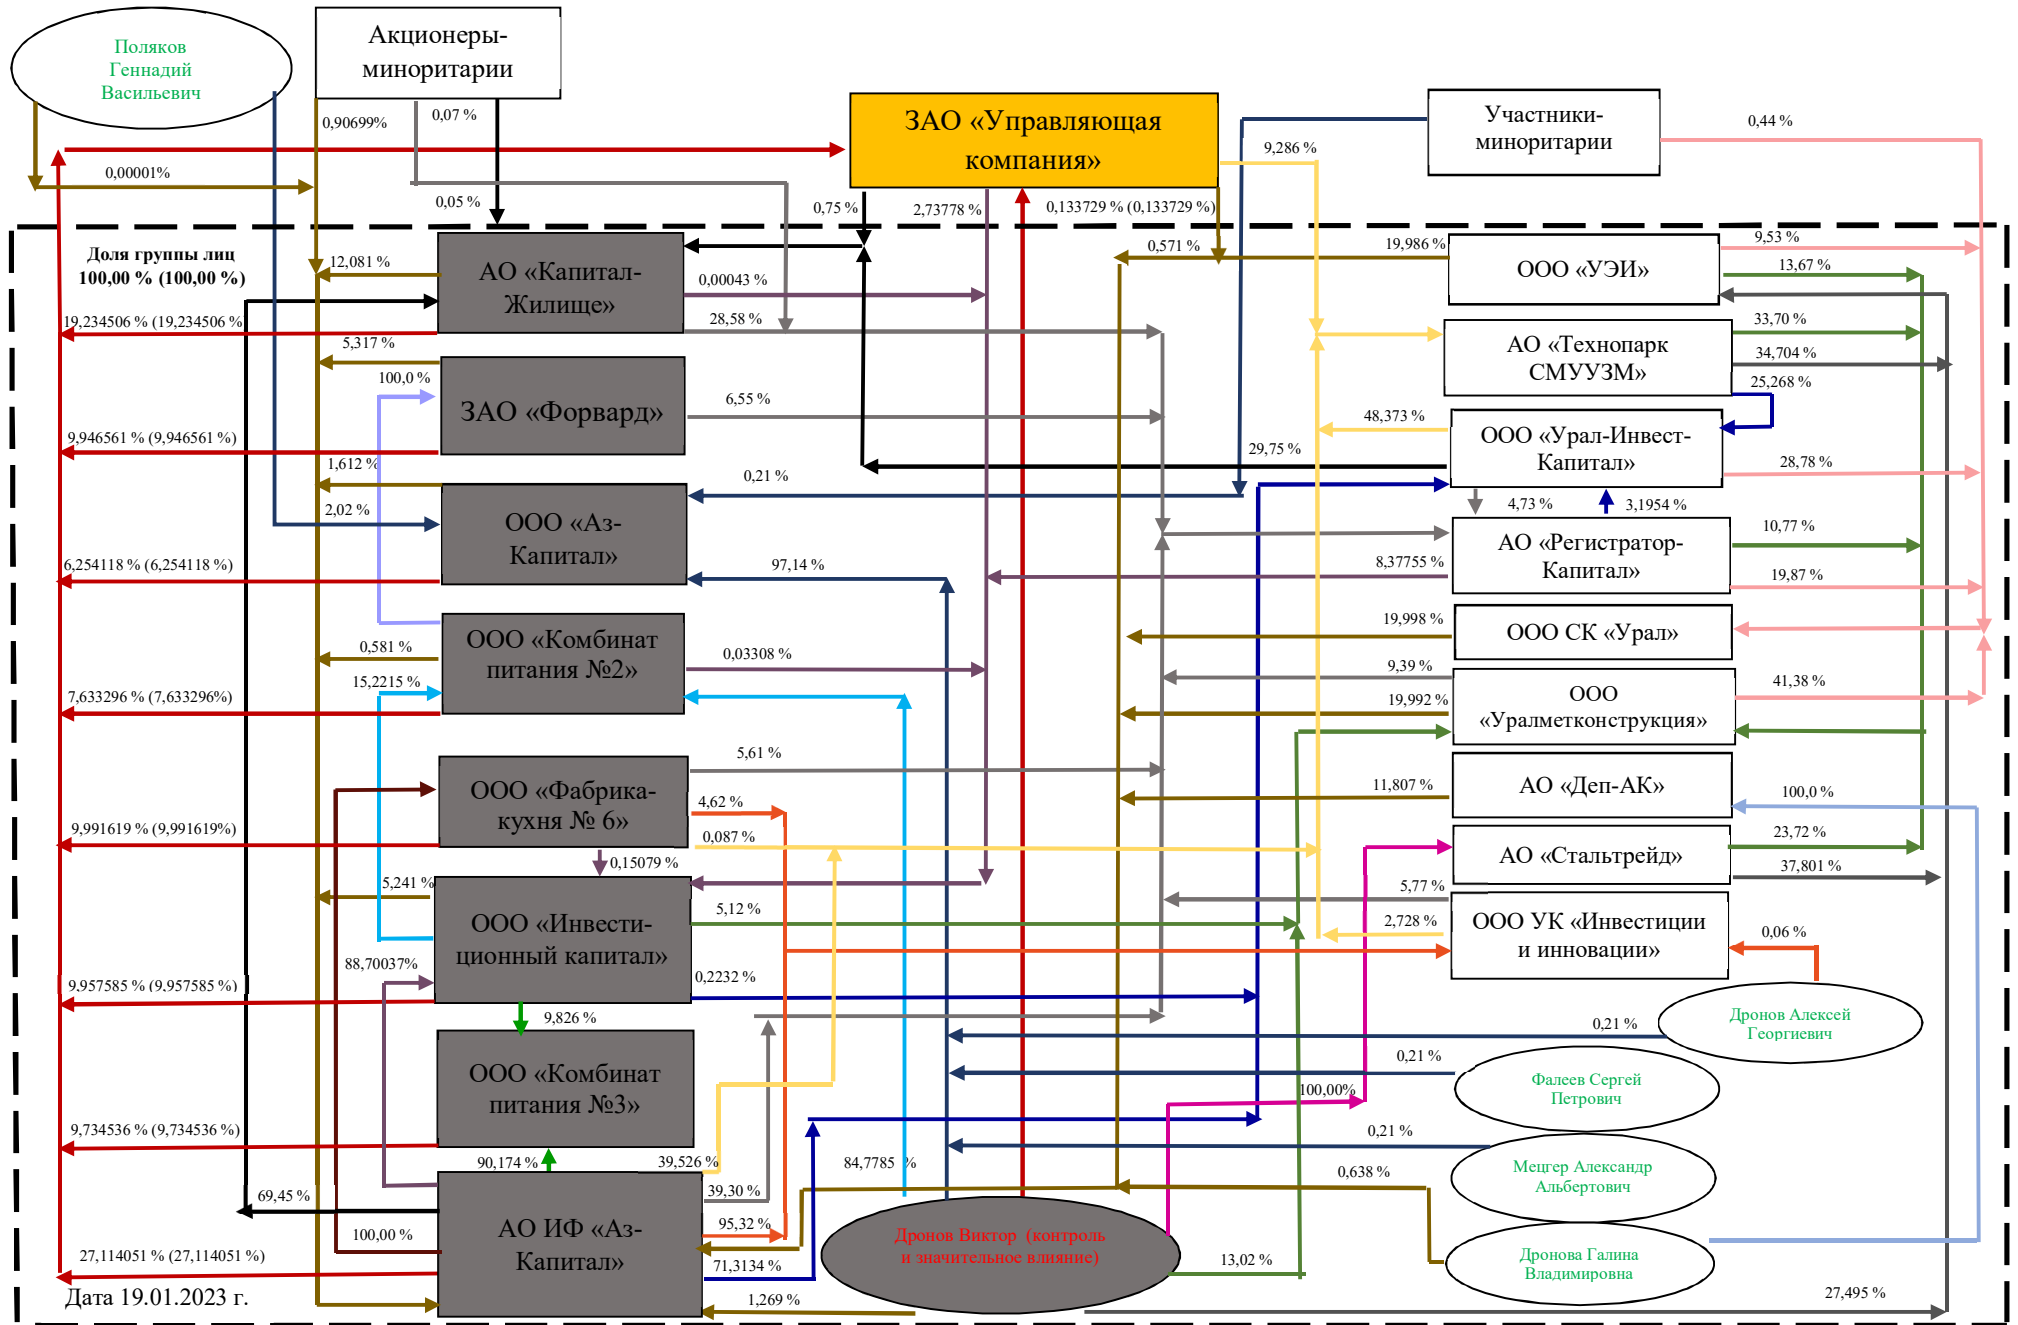 Поляков
Геннадий
Васильевич
Акционеры-
миноритарии
ЗАО «Управляющая
компания»
Участники-
миноритарии
0,90699%
0,07 %
0,44 %
9,286 %
0,00001%
0,05 %
0,75 %
2,73778 %
0,133729 % (0,133729 %)
Доля группы лиц
100,00 % (100,00 %)
12,081 %
АО «Капитал-
Жилище»
0,00043 %
28,58 %
19,234506 % (19,234506 %
0,571 %
19,986 %
ООО «УЭИ»
9,53 %
13,67 %
5,317 %
100,0 %
ЗАО «Форвард»
6,55 %
9,946561 % (9,946561 %)
АО «Технопарк
СМУУЗМ»
33,70 %
34,704 %
25,268 %
48,373 %
29,75 %
ООО «Урал-Инвест-
Капитал»
28,78 %
1,612 %
2,02 %
ООО «Аз-
Капитал»
0,21 %
97,14 %
6,254118 % (6,254118 %)
4,73 %
3,1954 %
АО «Регистратор-
Капитал»
10,77 %
19,87 %
8,37755 %
0,581 %
15,2215 %
ООО «Комбинат
питания №2»
0,03308 %
7,633296 % (7,633296%)
19,998 %
ООО СК «Урал»
9,39 %
19,992 %
ООО
«Уралметконструкция»
41,38 %
ООО «Фабрика-
кухня № 6»
5,61 %
4,62 %
0,087 %
9,991619 % (9,991619%)
0,15079 %
11,807 %
АО «Деп-АК»
100,0 %
АО «Стальтрейд»
23,72 %
37,801 %
5,241 %
88,70037%
ООО «Инвести-
ционный капитал»
5,12 %
0,2232 %
9,957585 % (9,957585 %)
5,77 %
2,728 %
ООО УК «Инвестиции
и инновации»
0,06 %
9,826 %
ООО «Комбинат
питания №3»
9,734536 % (9,734536 %)
90,174 %
Дронов Алексей
Георгиевич
0,21 %
0,21 %
Фалеев Сергей
Петрович
100,00%
0,21 %
Мецгер Александр
Альбертович
0,638 %
39,526 %
84,7785 %
69,45 %
100,00 %
АО ИФ «Аз-
Капитал»
39,30 %
95,32 %
71,3134 %
1,269 %
27,114051 % (27,114051 %)
Дронов Виктор (контроль
и значительное влияние)
13,02 %
Дронова Галина
Владимировна
27,495 %
Дата 19.01.2023 г.